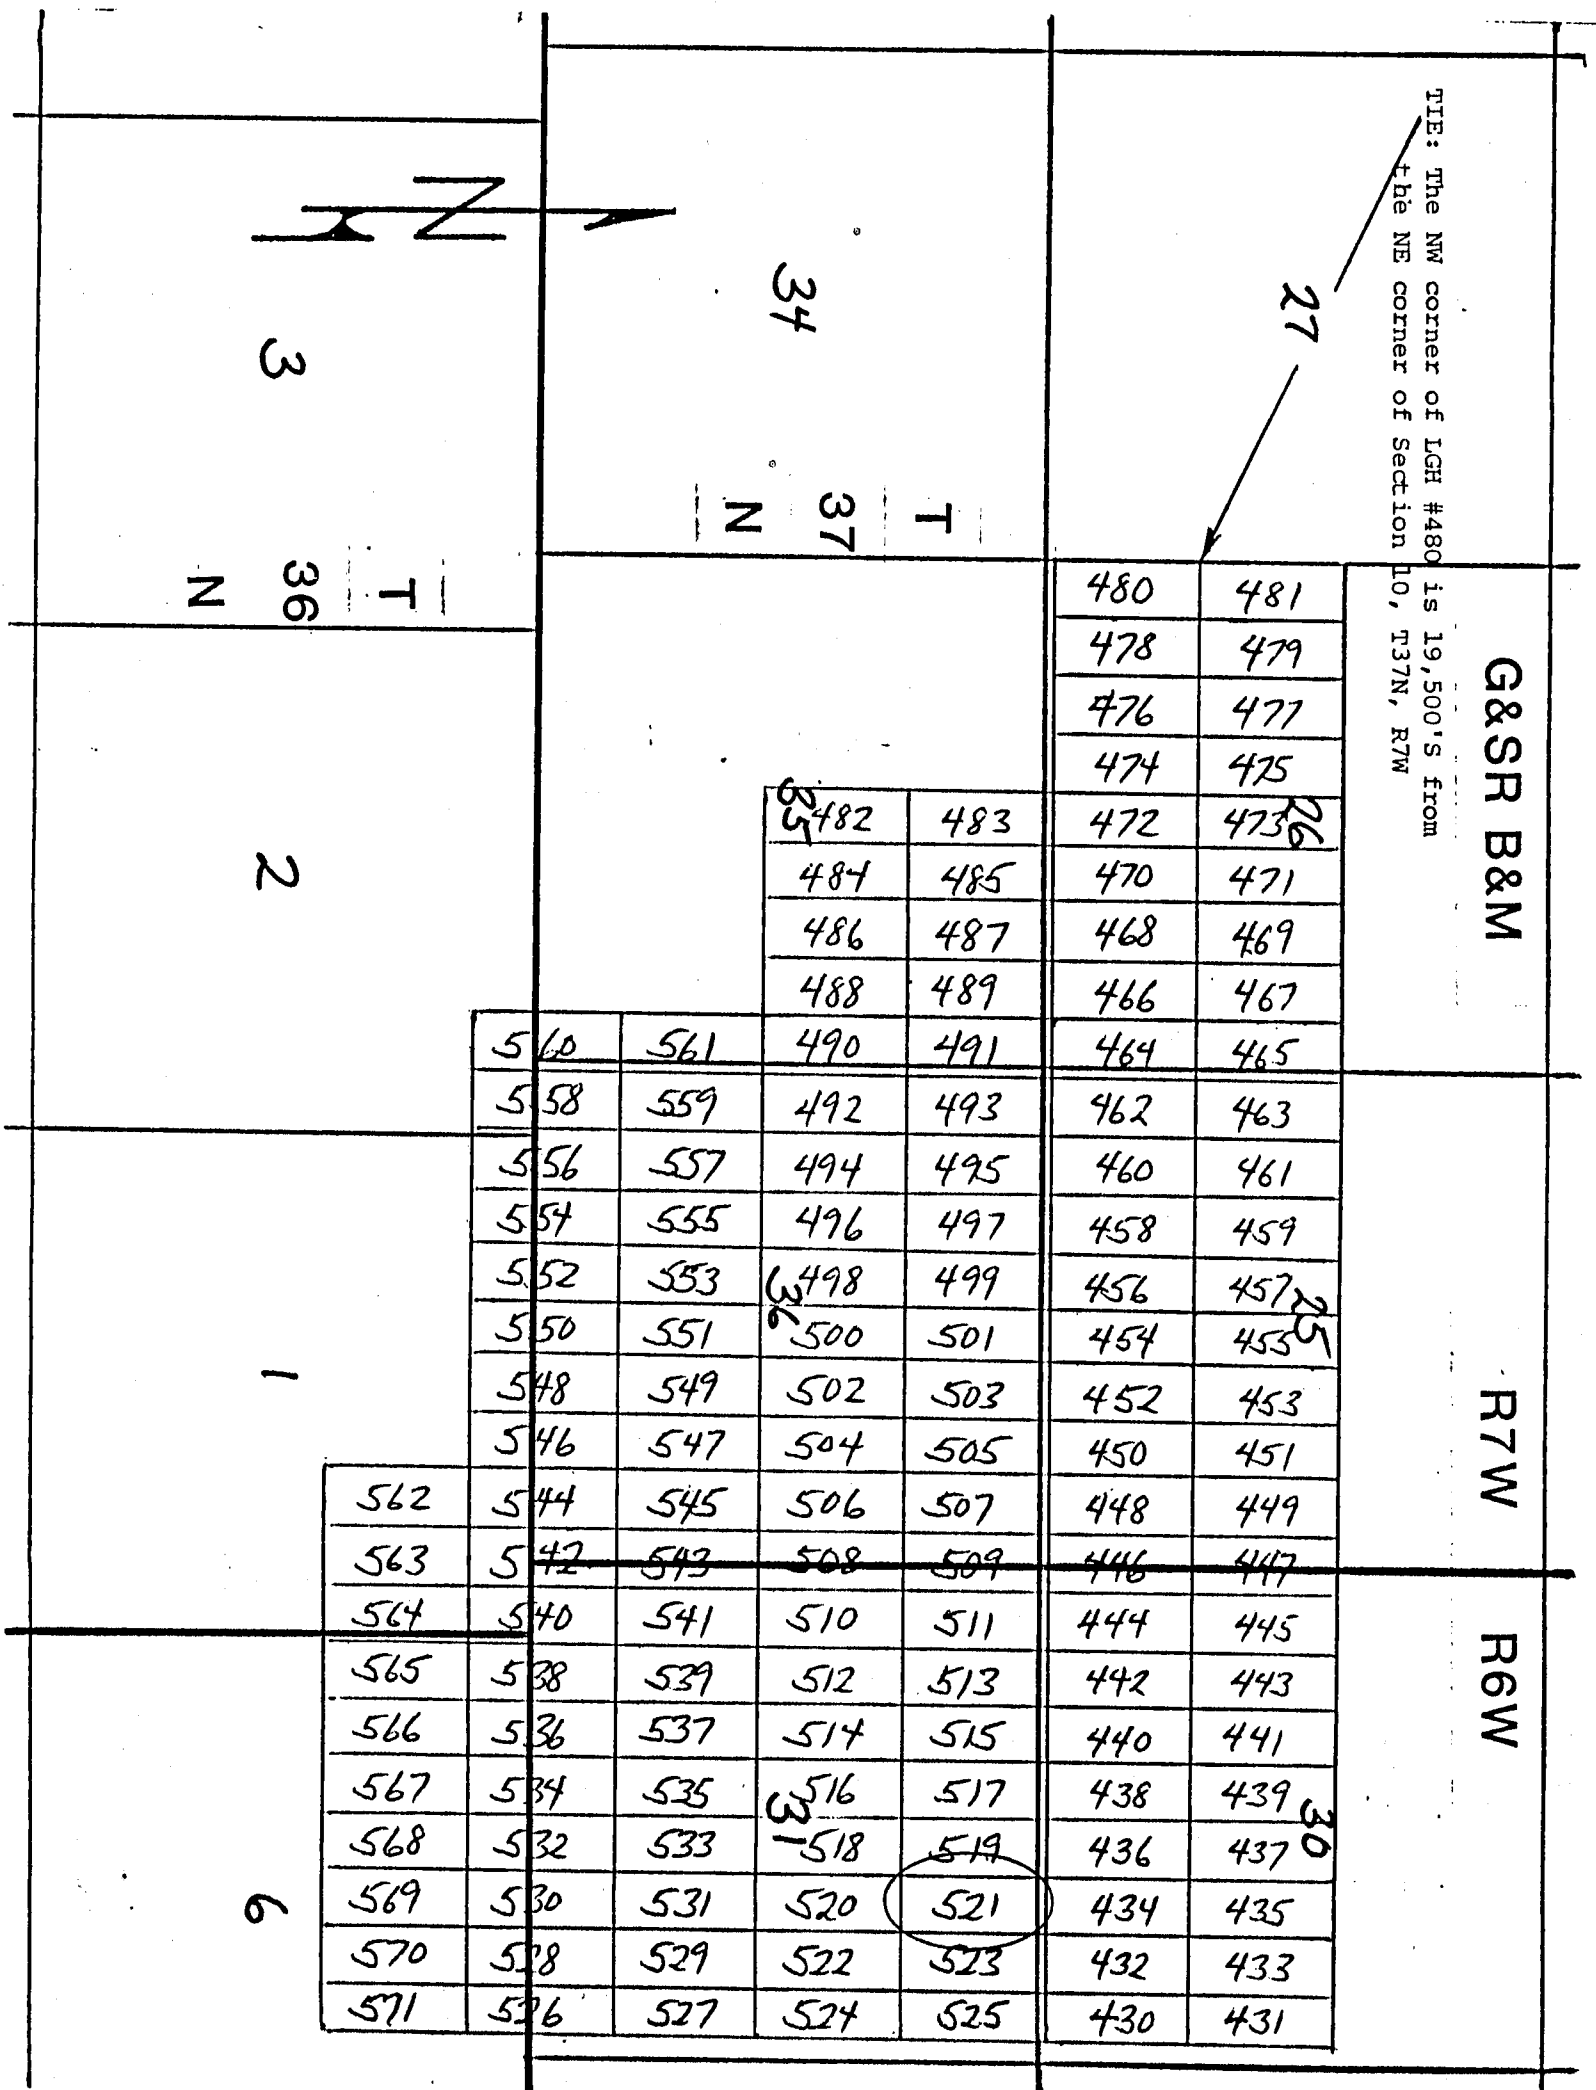 TIE: The NW corner of LGH #480 is 19,500'S from
the NE corner of Section 10, T37N, R7W
G&SR B&M
R7W
R6W
27
26
25
30
34
35
36
31
3
2
1
6
T
37
N
T
36
N
N
480 481
478 479
476 477
474 475
482 483 472 473
484 485 470 471
486 487 468 469
488 489 466 467
560 561 490 491 464 465
558 559 492 493 462 463
556 557 494 495 460 461
554 555 496 497 458 459
552 553 498 499 456 457
550 551 500 501 454 455
548 549 502 503 452 453
546 547 504 505 450 451
562 544 545 506 507 448 449
563 542 543 508 509 446 447
564 540 541 510 511 444 445
565 538 539 512 513 442 443
566 536 537 514 515 440 441
567 534 535 516 517 438 439
568 532 533 518 519 436 437
569 530 531 520 521 434 435
570 528 529 522 523 432 433
571 526 527 524 525 430 431